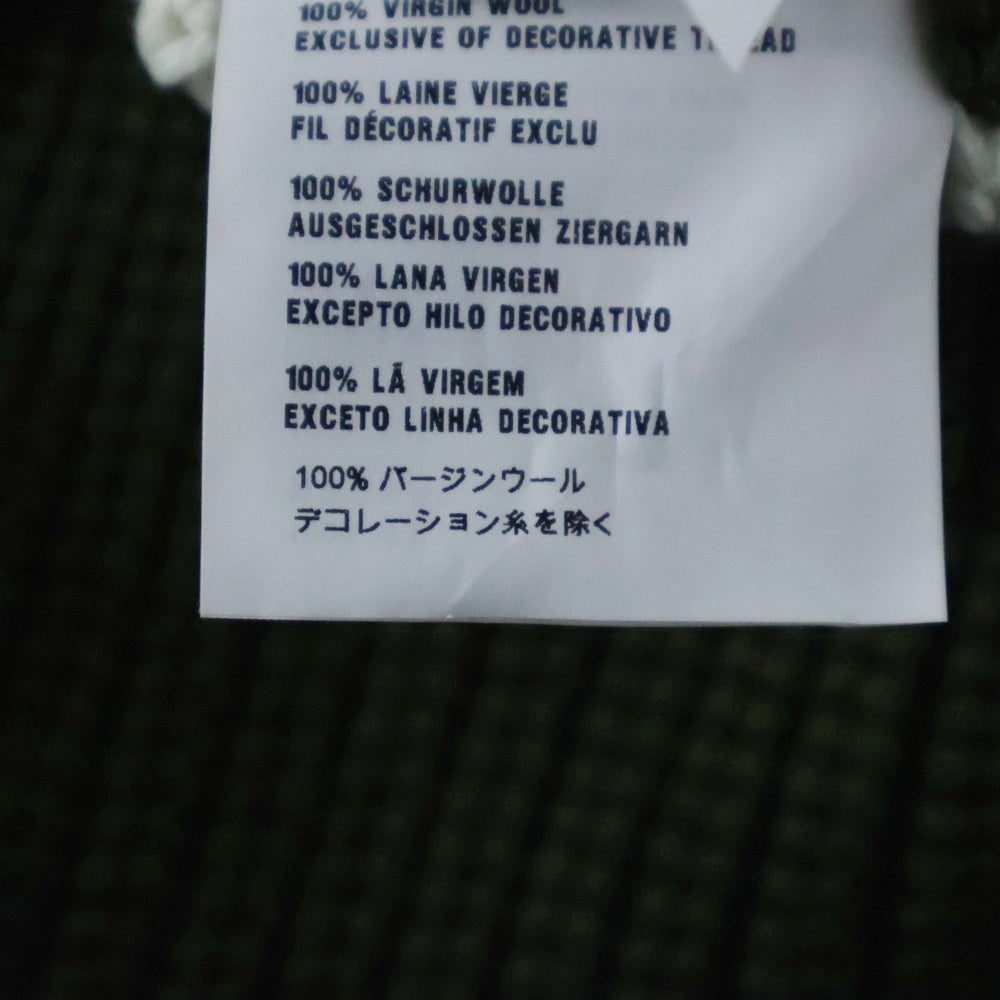 100% VIRGIN WOOL
EXCLUSIVE OF DECORATIVE
100% LAINE VIERGE
FIL DÉCORATIF EXCLU
100% SCHURWOLLE
AUSGESCHLOSSEN ZIERGARN
100% LANA VIRGEN
EXCEPTO HILO DECORATIVO
100% LÃ VIRGEM
EXCETO LINHA DECORATIVA
100% バージンウール
デコレーション糸を除く